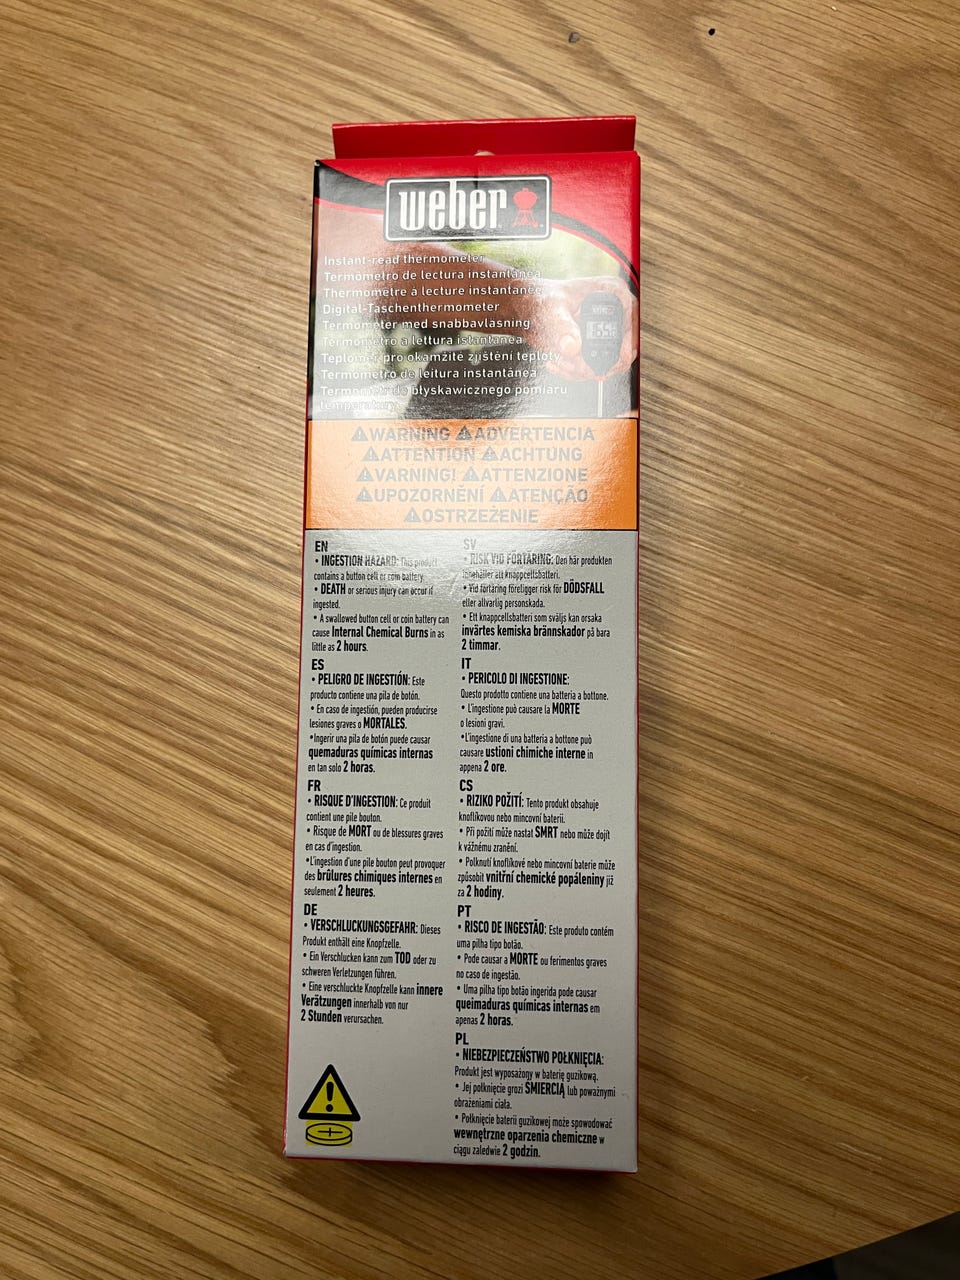 weber
Instant-read thermometer
Termómetro de lectura instantánea
Thermomètre à lecture instantanée
Digital-Taschenthermometer
Termometer med snabbavläsning
Termometro a lettura istantanea
Teploměr pro okamžité zjištění teploty
Termómetro de leitura instantânea
Termometr do błyskawicznego pomiaru
temperatury
⚠WARNING ⚠ADVERTENCIA
⚠ATTENTION ⚠ACHTUNG
⚠VARNING! ⚠ATTENZIONE
⚠UPOZORNĚNÍ ⚠ATENÇÃO
⚠OSTRZEŻENIE
EN
• INGESTION HAZARD: This product
contains a button cell or coin battery.
• DEATH or serious injury can occur if
ingested.
• A swallowed button cell or coin battery can
cause Internal Chemical Burns in as
little as 2 hours.
ES
• PELIGRO DE INGESTIÓN: Este
producto contiene una pila de botón.
• En caso de ingestión, pueden producirse
lesiones graves o MORTALES.
•Ingerir una pila de botón puede causar
quemaduras químicas internas
en tan solo 2 horas.
FR
• RISQUE D'INGESTION: Ce produit
contient une pile bouton.
• Risque de MORT ou de blessures graves
en cas d'ingestion.
•L'ingestion d'une pile bouton peut provoquer
des brûlures chimiques internes en
seulement 2 heures.
DE
• VERSCHLUCKUNGSGEFAHR: Dieses
Produkt enthält eine Knopfzelle.
• Ein Verschlucken kann zum TOD oder zu
schweren Verletzungen führen.
• Eine verschluckte Knopfzelle kann innere
Verätzungen innerhalb von nur
2 Stunden verursachen.
SV
• RISK VID FÖRTÄRING: Den här produkten
innehåller ett knappcellsbatteri.
• Vid förtäring föreligger risk för DÖDSFALL
eller allvarlig personskada.
• Ett knappcellsbatteri som sväljs kan orsaka
invärtes kemiska brännskador på bara
2 timmar.
IT
• PERICOLO DI INGESTIONE:
Questo prodotto contiene una batteria a bottone.
• L'ingestione può causare la MORTE
o lesioni gravi.
•L'ingestione di una batteria a bottone può
causare ustioni chimiche interne in
appena 2 ore.
CS
• RIZIKO POŽITÍ: Tento produkt obsahuje
knoflíkovou nebo mincovní baterii.
• Při požití může nastat SMRT nebo může dojít
k vážnému zranění.
• Polknutí knoflíkové nebo mincovní baterie může
způsobit vnitřní chemické popáleniny již
za 2 hodiny.
PT
• RISCO DE INGESTÃO: Este produto contém
uma pilha tipo botão.
• Pode causar a MORTE ou ferimentos graves
no caso de ingestão.
• Uma pilha tipo botão ingerida pode causar
queimaduras químicas internas em
apenas 2 horas.
PL
• NIEBEZPIECZEŃSTWO POŁKNIĘCIA:
Produkt jest wyposażony w baterię guzikową.
• Jej połknięcie grozi ŚMIERCIĄ lub poważnymi
obrażeniami ciała.
• Połknięcie baterii guzikowej może spowodować
wewnętrzne oparzenia chemiczne w
ciągu zaledwie 2 godzin.